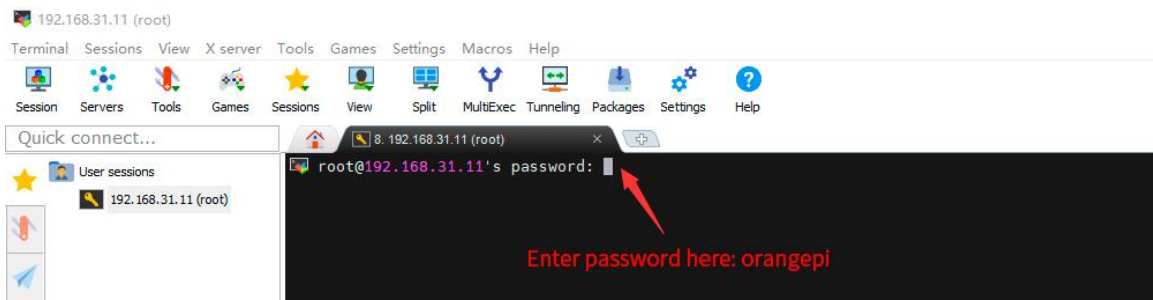 192.168.31.11 (root)
Terminal Sessions View X server Tools Games Settings Macros Help
Session Servers Tools Games Sessions View Split MultiExec Tunneling Packages Settings Help
Quick connect...
8. 192.168.31.11 (root)
User sessions
192.168.31.11 (root)
root@192.168.31.11's password:
Enter password here: orangepi